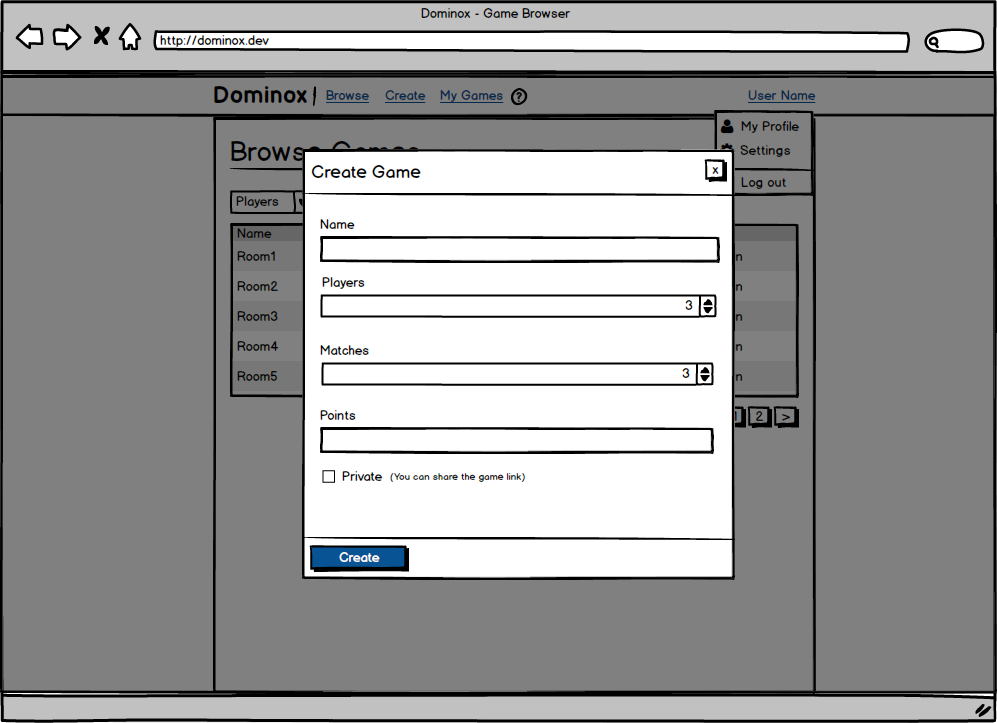 Dominox - Game Browser
http://dominox.dev
Dominox | Browse Create My Games ? User Name
My Profile
Settings
Log out
Browse Games
Create Game x
Players
Name
Room1
Room2
Room3
Room4
Room5
Name
Players
3
Matches
3
Points
Private (You can share the game link)
Create
n
n
n
n
n
1 2 >